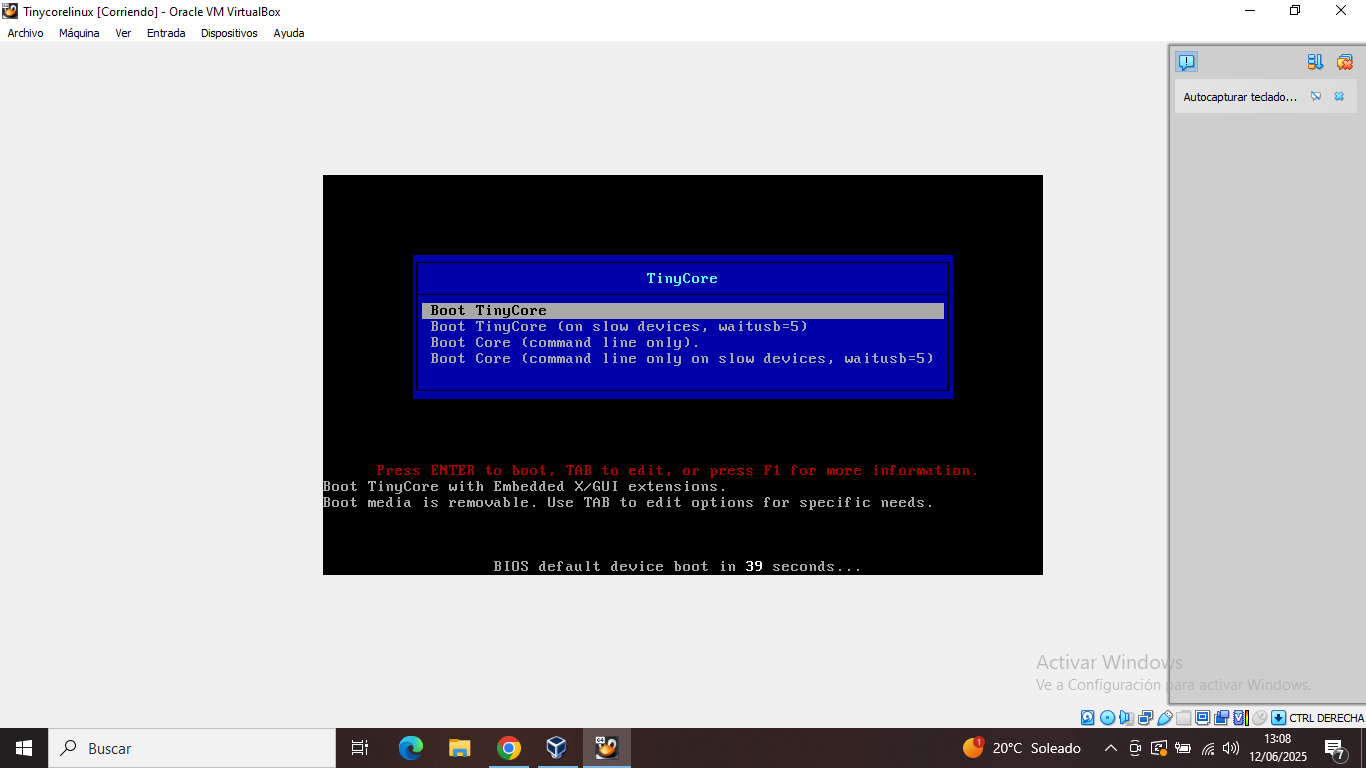 Tinycorelinux [Corriendo] - Oracle VM VirtualBox
Archivo Máquina Ver Entrada Dispositivos Ayuda
Autocapturar teclado...
TinyCore
Boot TinyCore
Boot TinyCore (on slow devices, waitusb=5)
Boot Core (command line only).
Boot Core (command line only on slow devices, waitusb=5)
Press ENTER to boot, TAB to edit, or press F1 for more information.
Boot TinyCore with Embedded X/GUI extensions.
Boot media is removable. Use TAB to edit options for specific needs.
BIOS default device boot in 39 seconds...
Activar Windows
Ve a Configuración para activar Windows.
CTRL DERECHA
Buscar
64
1
20°C Soleado
13:08
12/06/2025
7